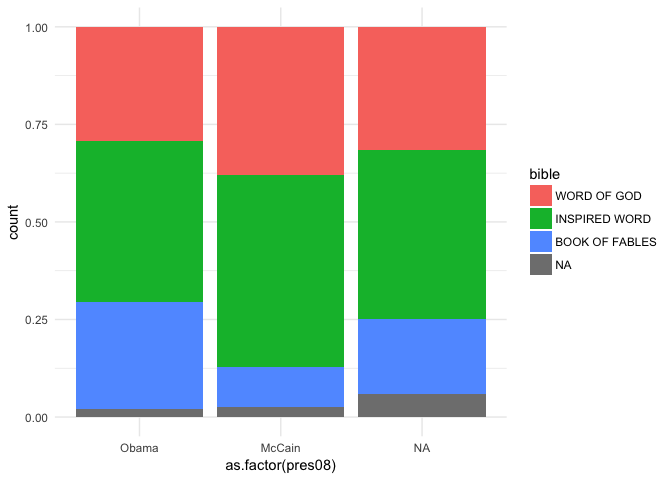 1.00
0.75
0.50
0.25
0.00
count
Obama
McCain
NA
as.factor(pres08)
bible
WORD OF GOD
INSPIRED WORD
BOOK OF FABLES
NA